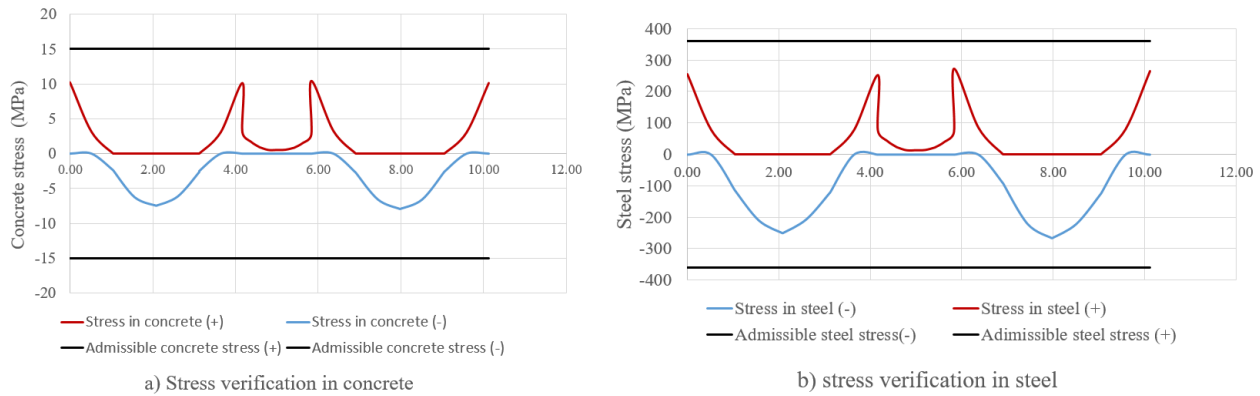 20
15
10
5
0
-5
-10
-15
-20
0.00 2.00 4.00 6.00 8.00 10.00 12.00
Concrete stress (MPa)
Stress in concrete (+) Stress in concrete (-)
Admissible concrete stress (+) Admissible concrete stress (-)
a) Stress verification in concrete
400
300
200
100
0
-100
-200
-300
-400
0.00 2.00 4.00 6.00 8.00 10.00 12.00
Steel stress (MPa)
Stress in steel (-) Stress in steel (+)
Admissible steel stress(-) Adimissible steel stress (+)
b) stress verification in steel